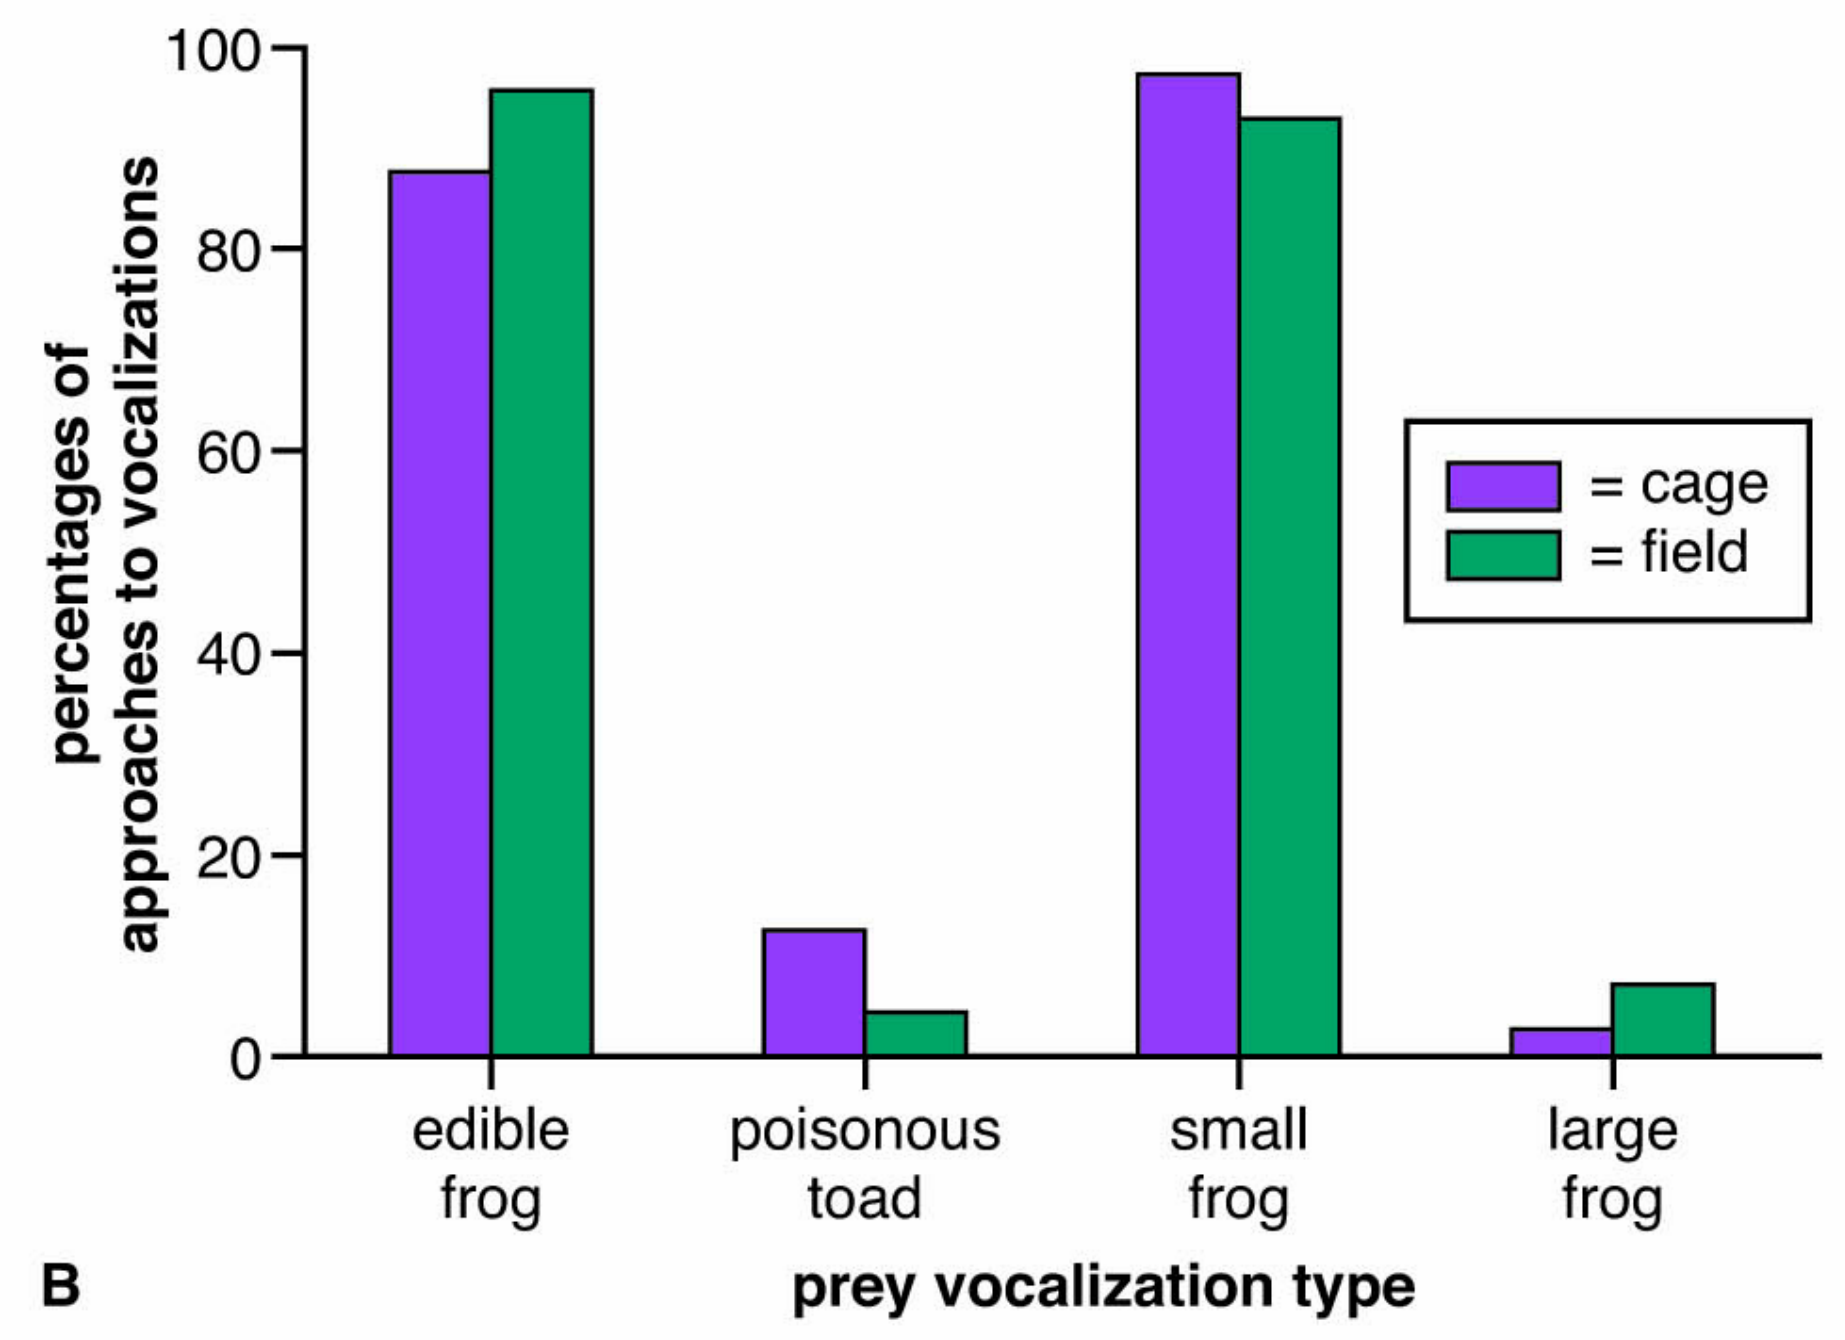 percentages of
approaches to vocalizations
100
80
60
40
20
0
= cage
= field
edible
frog
poisonous
toad
small
frog
large
frog
B
prey vocalization type